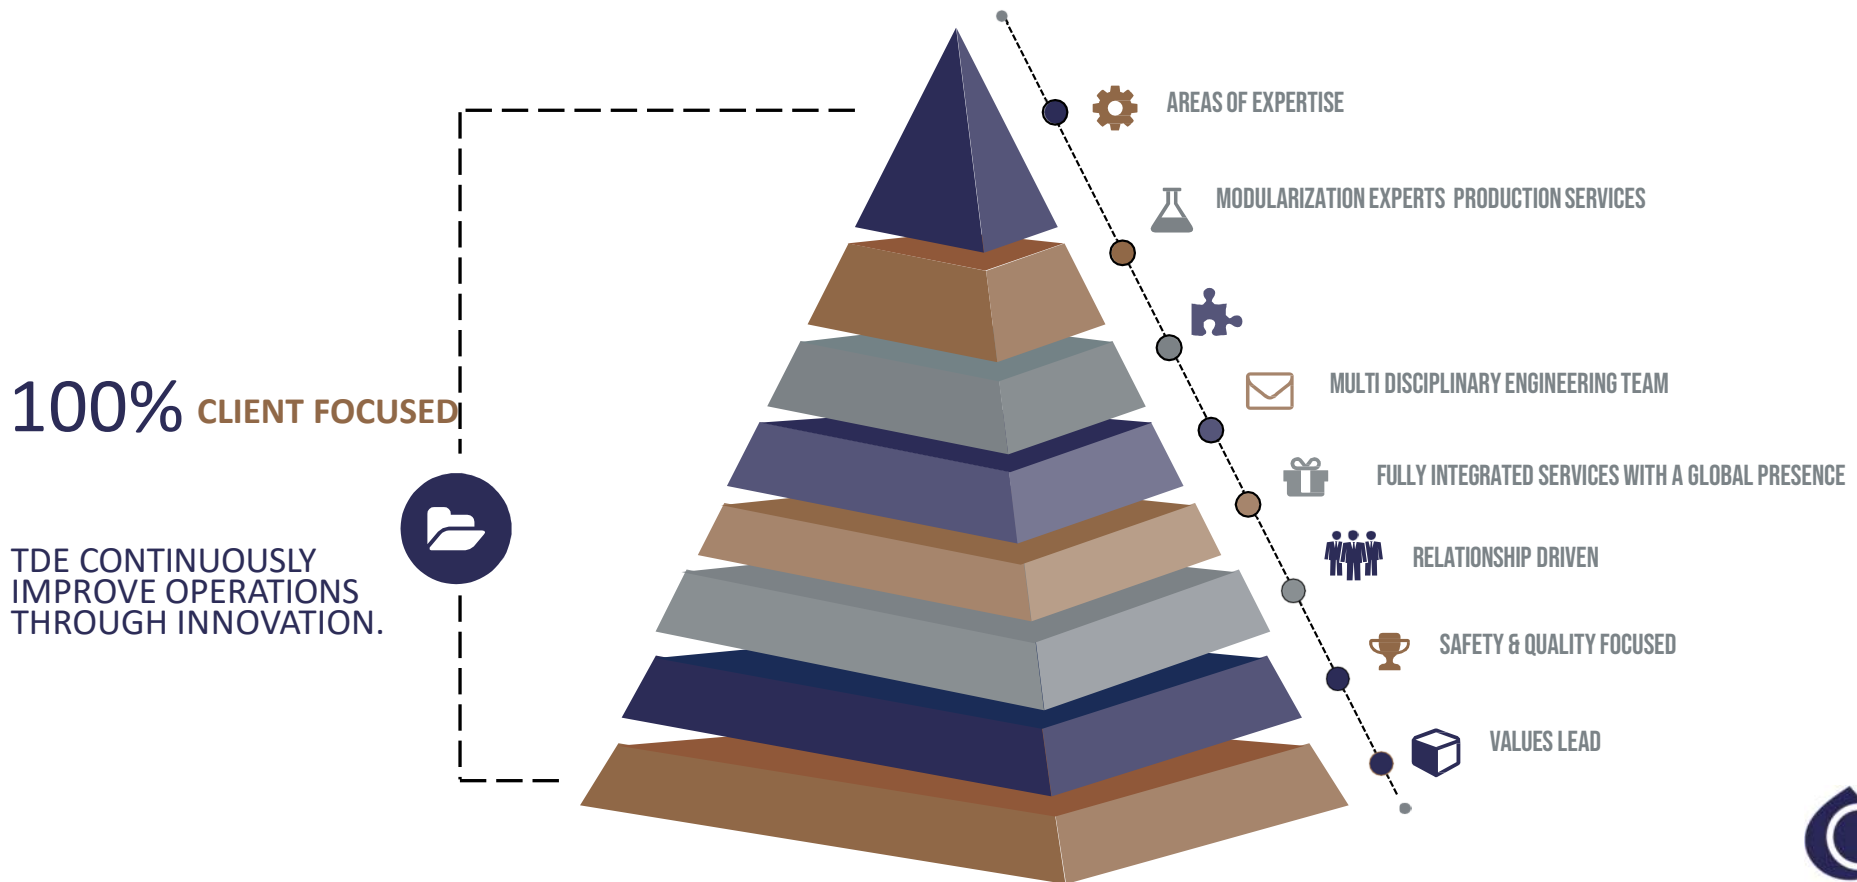 AREAS OF EXPERTISE
MODULARIZATION EXPERTS PRODUCTION SERVICES
100% CLIENT FOCUSED
MULTI DISCIPLINARY ENGINEERING TEAM
FULLY INTEGRATED SERVICES WITH A GLOBAL PRESENCE
TDE CONTINUOUSLY
IMPROVE OPERATIONS
THROUGH INNOVATION.
RELATIONSHIP DRIVEN
SAFETY & QUALITY FOCUSED
VALUES LEAD